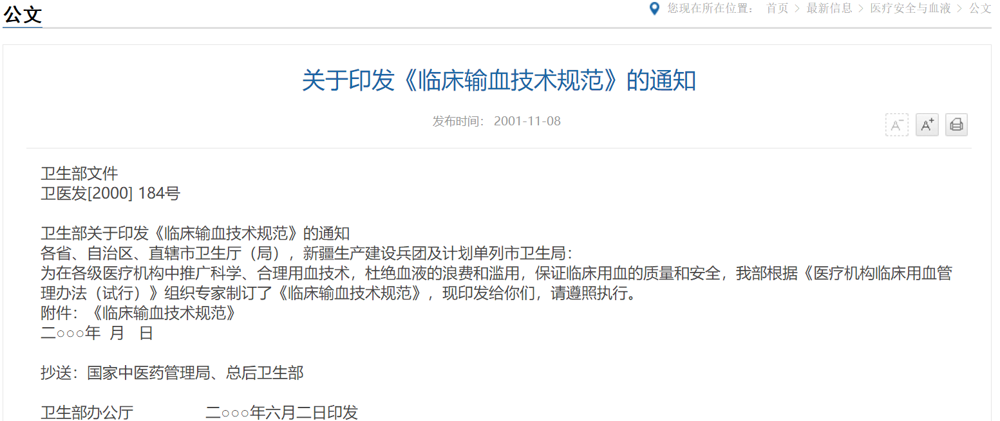 公文
您现在所在位置： 首页 > 最新信息 > 医疗安全与血液 > 公文
关于印发《临床输血技术规范》的通知
发布时间： 2001-11-08
A- A+
卫生部文件
卫医发[2000] 184号
卫生部关于印发《临床输血技术规范》的通知
各省、自治区、直辖市卫生厅（局），新疆生产建设兵团及计划单列市卫生局：
为在各级医疗机构中推广科学、合理用血技术，杜绝血液的浪费和滥用，保证临床用血的质量和安全，我部根据《医疗机构临床用血管
理办法（试行）》组织专家制订了《临床输血技术规范》，现印发给你们，请遵照执行。
附件：《临床输血技术规范》
二○○○年 月 日
抄送：国家中医药管理局、总后卫生部
卫生部办公厅 二○○○年六月二日印发